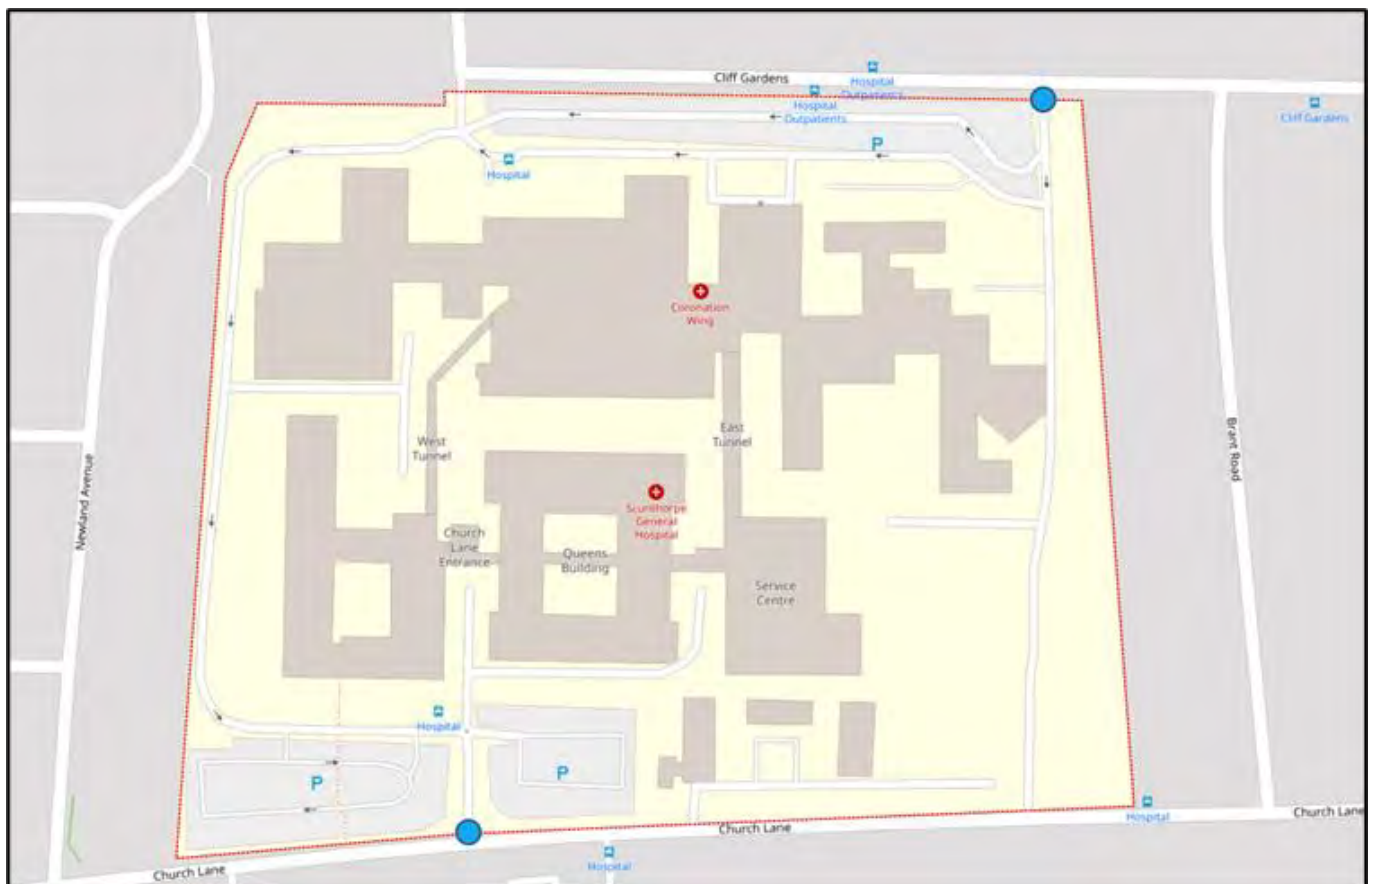 Cliff Gardens
Hospital
Outpatients
Hospital
Outpatients
Cliff Gardens
P
Hospital
Coronation
Wing
West
Tunnel
East
Tunnel
Brant Road
Newland Avenue
Scunthorpe
General
Hospital
Church
Lane
Entrance
Queens
Building
Service
Centre
Hospital
P
P
Hospital
Church Lane
Church Lane
Hospital
Church Lane